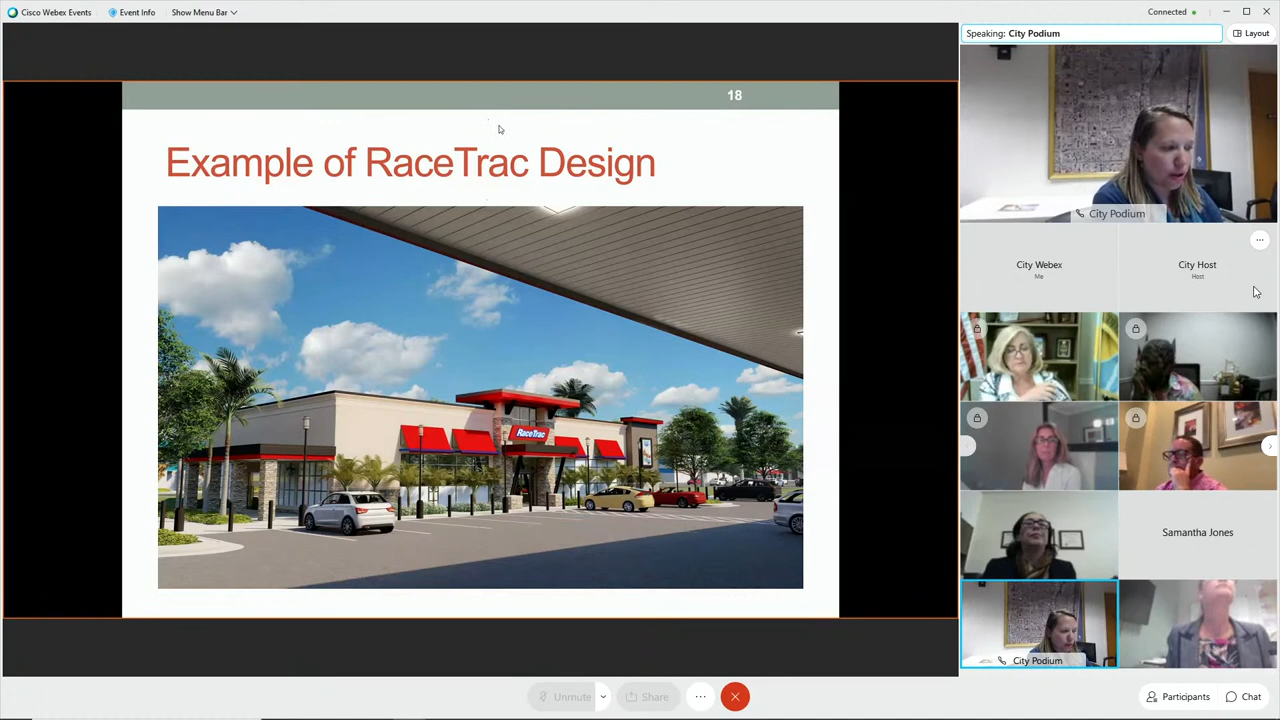 Cisco Webex Events
Event Info
Show Menu Bar
Connected
Speaking: City Podium
Layout
18
Example of RaceTrac Design
RaceTrac
City Podium
City Webex
Me
City Host
Host
Samantha Jones
City Podium
Unmute
Share
Participants
Chat